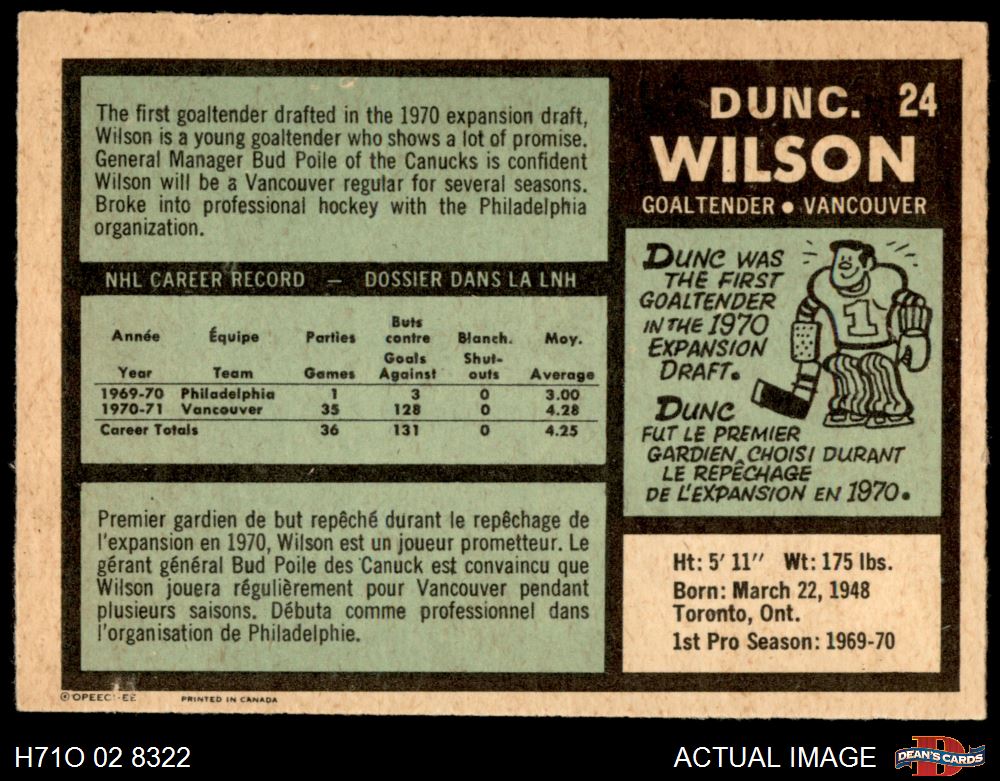 The first goaltender drafted in the 1970 expansion draft,
Wilson is a young goaltender who shows a lot of promise.
General Manager Bud Poile of the Canucks is confident
Wilson will be a Vancouver regular for several seasons.
Broke into professional hockey with the Philadelphia
organization.
NHL CAREER RECORD — DOSSIER DANS LA LNH
Année Équipe Parties Buts contre Blanch. Moy.
Year Team Games Goals Against Shut-outs Average
1969-70 Philadelphia 1 3 0 3.00
1970-71 Vancouver 35 128 0 4.28
Career Totals 36 131 0 4.25
Premier gardien de but repêché durant le repêchage de
l'expansion en 1970, Wilson est un joueur prometteur. Le
gérant général Bud Poile des Canuck est convaincu que
Wilson jouera régulièrement pour Vancouver pendant
plusieurs saisons. Débuta comme professionnel dans
l'organisation de Philadelphie.
DUNC. 24
WILSON
GOALTENDER • VANCOUVER
DUNC WAS
THE FIRST
GOALTENDER
IN THE 1970
EXPANSION
DRAFT.
1
DUNC
FUT LE PREMIER
GARDIEN CHOISI DURANT
LE REPÊCHAGE
DE L'EXPANSION EN 1970.
Ht: 5' 11" Wt: 175 lbs.
Born: March 22, 1948
Toronto, Ont.
1st Pro Season: 1969-70
PRINTED IN CANADA
H71O 02 8322
ACTUAL IMAGE
D
DEAN'S CARDS